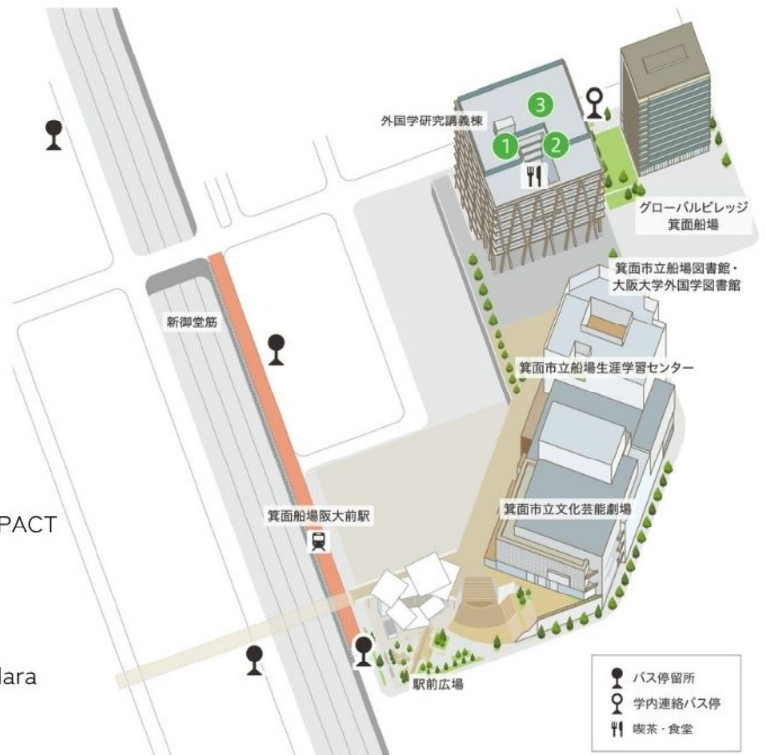 外国学研究講義棟
3
1
2
グローバルビレッジ
箕面船場
箕面市立船場図書館・
大阪大学外国学図書館
新御堂筋
箕面市立船場生涯学習センター
箕面市立文化芸能劇場
PACT
箕面船場阪大前駅
lara
駅前広場
バス停留所
学内連絡バス停
喫茶・食堂